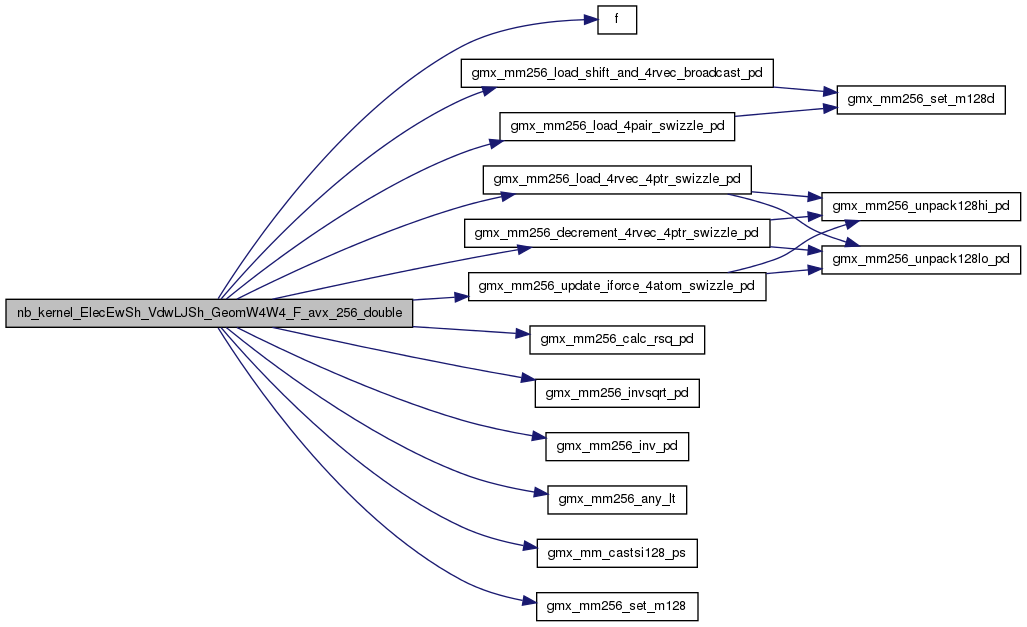 f
gmx_mm256_load_shift_and_4rvec_broadcast_pd
gmx_mm256_set_m128d
gmx_mm256_load_4pair_swizzle_pd
gmx_mm256_load_4rvec_4ptr_swizzle_pd
gmx_mm256_unpack128hi_pd
gmx_mm256_decrement_4rvec_4ptr_swizzle_pd
gmx_mm256_unpack128lo_pd
gmx_mm256_update_iforce_4atom_swizzle_pd
nb_kernel_ElecEwSh_VdwLJSh_GeomW4W4_F_avx_256_double
gmx_mm256_calc_rsq_pd
gmx_mm256_invsqrt_pd
gmx_mm256_inv_pd
gmx_mm256_any_lt
gmx_mm_castsi128_ps
gmx_mm256_set_m128